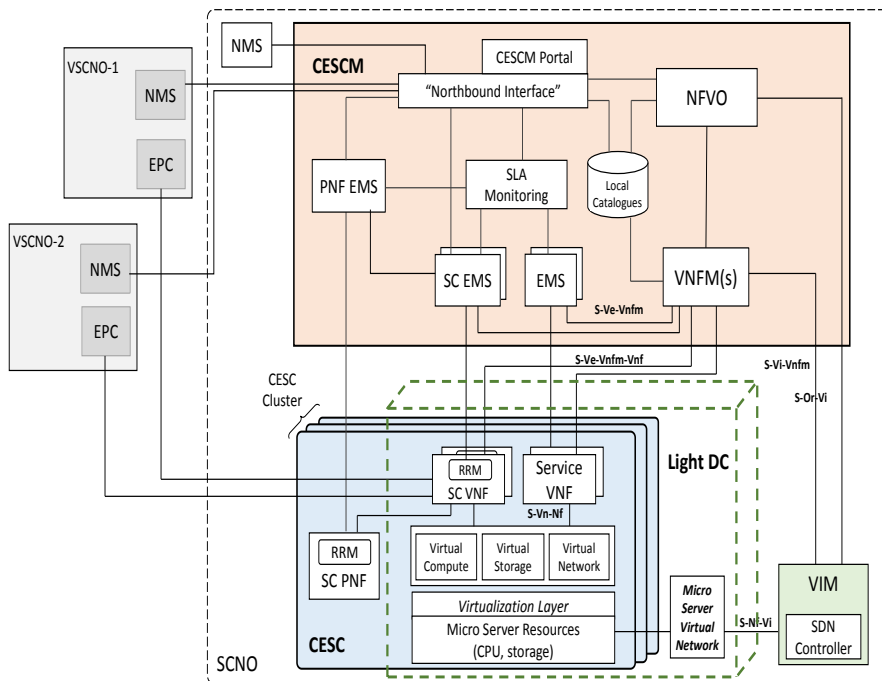 VSCNO-1
NMS
EPC
VSCNO-2
NMS
EPC
NMS
CESCM
CESCM Portal
“Northbound Interface”
NFVO
PNF EMS
SLA
Monitoring
Local
Catalogues
SC EMS
EMS
VNFM(s)
S-Ve-Vnfm
S-Ve-Vnfm-Vnf
S-Vi-Vnfm
S-Or-Vi
CESC
Cluster
Light DC
RRM
SC VNF
Service
VNF
S-Vn-Nf
RRM
SC PNF
Virtual
Compute
Virtual
Storage
Virtual
Network
Virtualization Layer
Micro Server Resources
(CPU, storage)
CESC
Micro
Server
Virtual
Network
S-Nf-Vi
VIM
SDN
Controller
SCNO